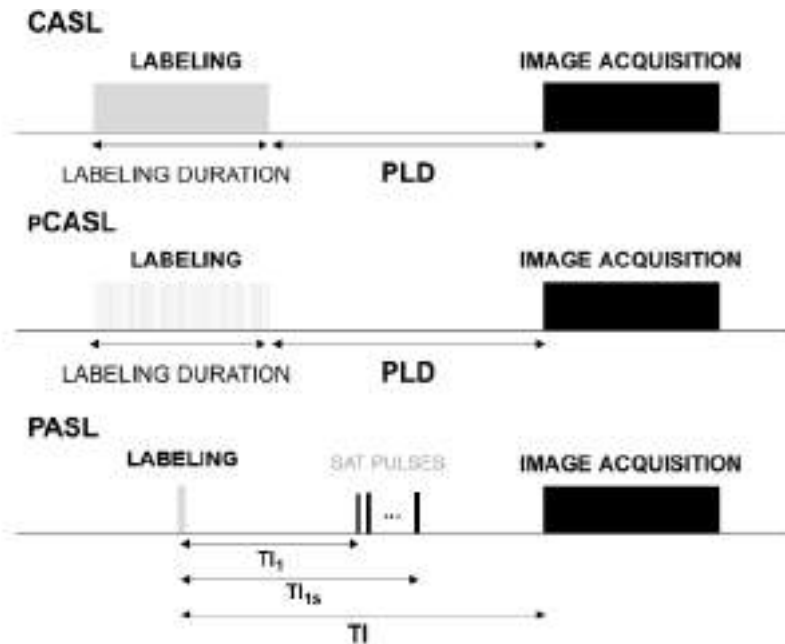 CASL
LABELING IMAGE ACQUISITION
LABELING DURATION PLD
PCASL
LABELING IMAGE ACQUISITION
LABELING DURATION PLD
PASL
LABELING SAT PULSES IMAGE ACQUISITION
...
TI1
TI1s
TI